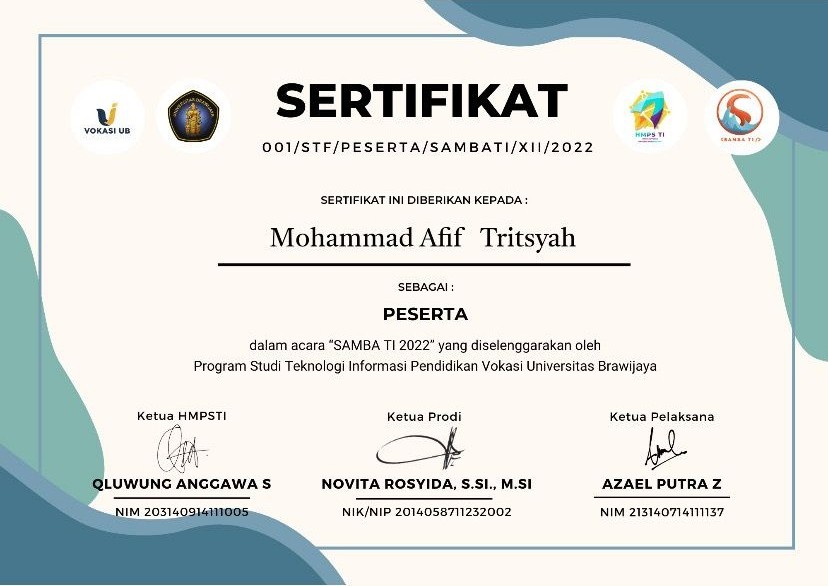 SERTIFIKAT
VOKASI UB
UNIVERSITAS BRAWIJAYA
HMPS TI
001/STF/PESERTA/SAMBATI/XII/2022
SERTIFIKAT INI DIBERIKAN KEPADA :
Mohammad Afif Tritsyah
SEBAGAI :
PESERTA
dalam acara “SAMBA TI 2022” yang diselenggarakan oleh
Program Studi Teknologi Informasi Pendidikan Vokasi Universitas Brawijaya
Ketua HMPSTI
Ketua Prodi
Ketua Pelaksana
QLUWUNG ANGGAWA S
NOVITA ROSYIDA, S.SI., M.SI
AZAEL PUTRA Z
NIM 203140914111005
NIK/NIP 2014058711232002
NIM 213140714111137